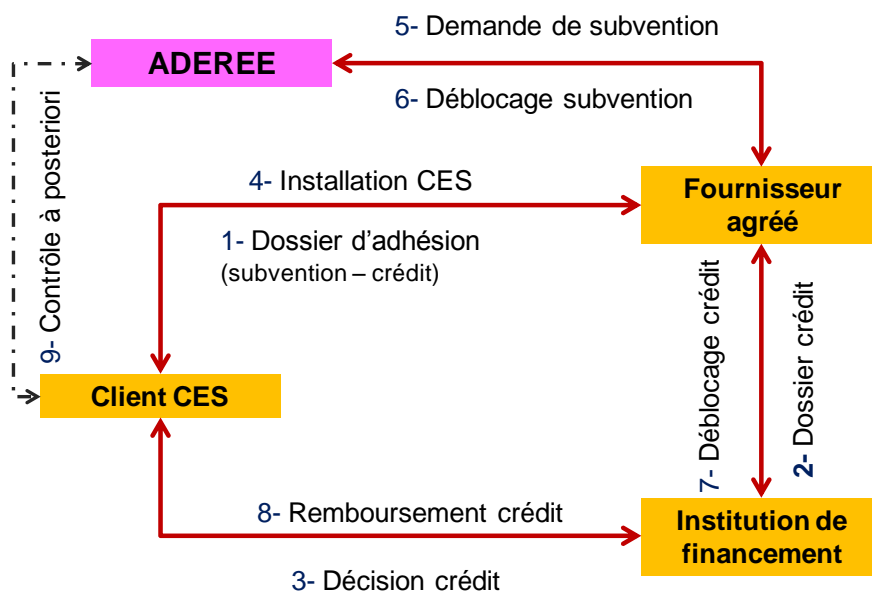 5- Demande de subvention
ADEREE
6- Déblocage subvention
4- Installation CES
Fournisseur
agréé
1- Dossier d’adhésion
(subvention – crédit)
9- Contrôle à posteriori
Client CES
7- Déblocage crédit
2- Dossier crédit
8- Remboursement crédit
Institution de
financement
3- Décision crédit